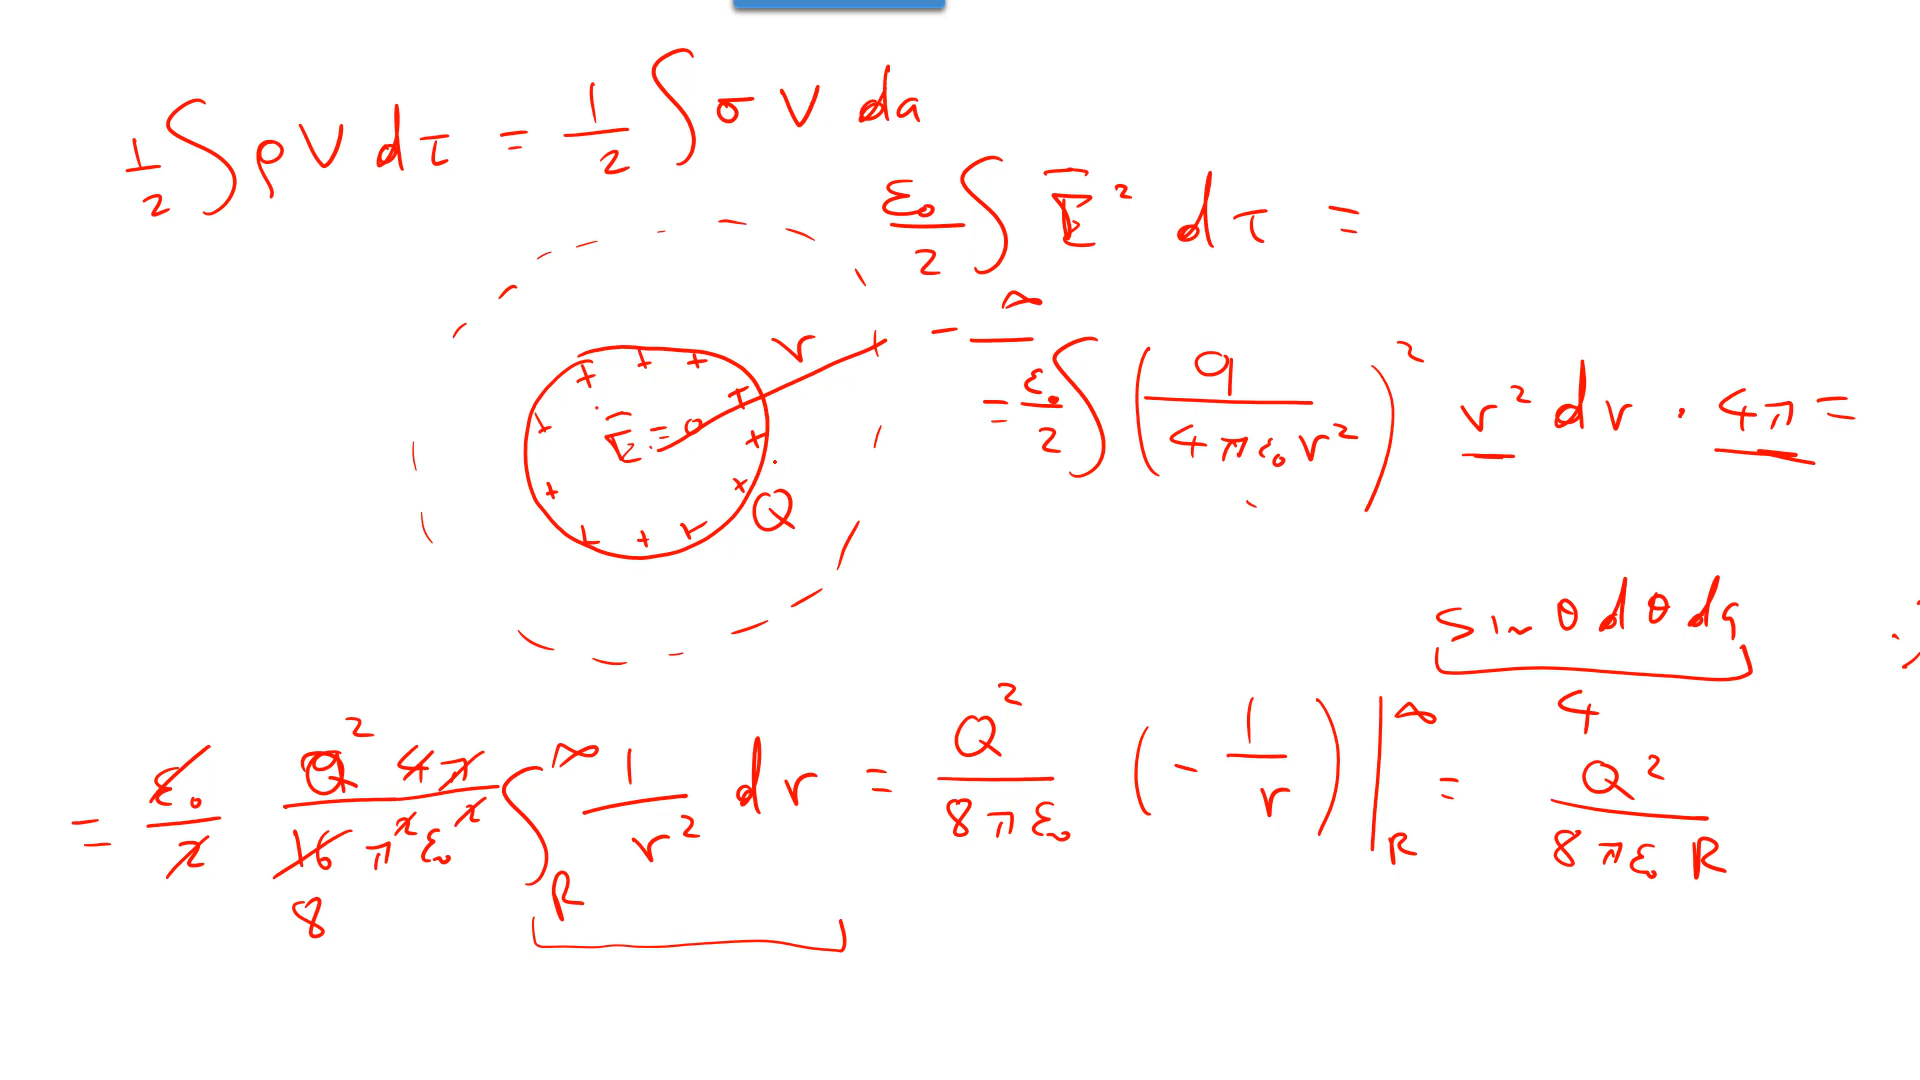 1/2 ∫ ρ V dτ = 1/2 ∫ σ V da
ε₀/2 ∫ E̅² dτ =
= ε₀/2 ∫ (q / 4πε₀r²)² r² dr · 4π =
∞
r
E̅ = 0
Q
sin θ dθ dφ
4
= ε₀/2 Q² 4π / 16 π² ε₀² ∫_R^∞ 1/r² dr = Q² / 8πε₀ (- 1/r) |_R^∞ = Q² / 8πε₀ R
8